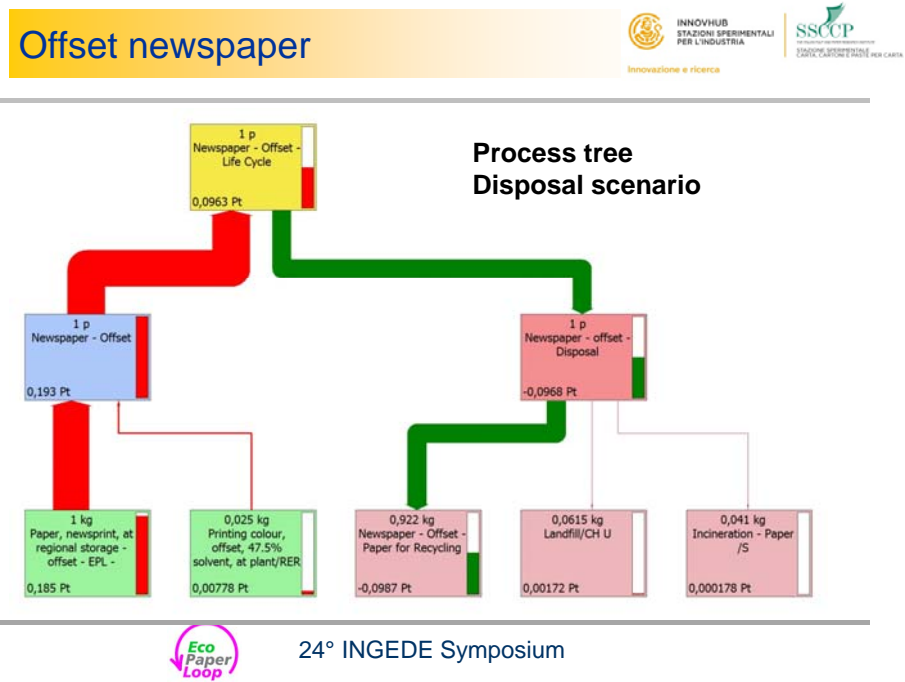 Offset newspaper
INNOVHUB
STAZIONI SPERIMENTALI
PER L'INDUSTRIA
Innovazione e ricerca
SSCCP
STAZIONE SPERIMENTALE
CARTA, CARTONI E PASTE PER CARTA
Process tree
Disposal scenario
1 p
Newspaper - Offset -
Life Cycle
0,0963 Pt
1 p
Newspaper - Offset
0,193 Pt
1 p
Newspaper - offset -
Disposal
-0,0968 Pt
1 kg
Paper, newsprint, at
regional storage -
offset - EPL -
0,185 Pt
0,025 kg
Printing colour,
offset, 47.5%
solvent, at plant/RER
0,00778 Pt
0,922 kg
Newspaper - Offset -
Paper for Recycling
-0,0987 Pt
0,0615 kg
Landfill/CH U
0,00172 Pt
0,041 kg
Incineration - Paper
/S
0,000178 Pt
Eco
Paper
Loop
24° INGEDE Symposium